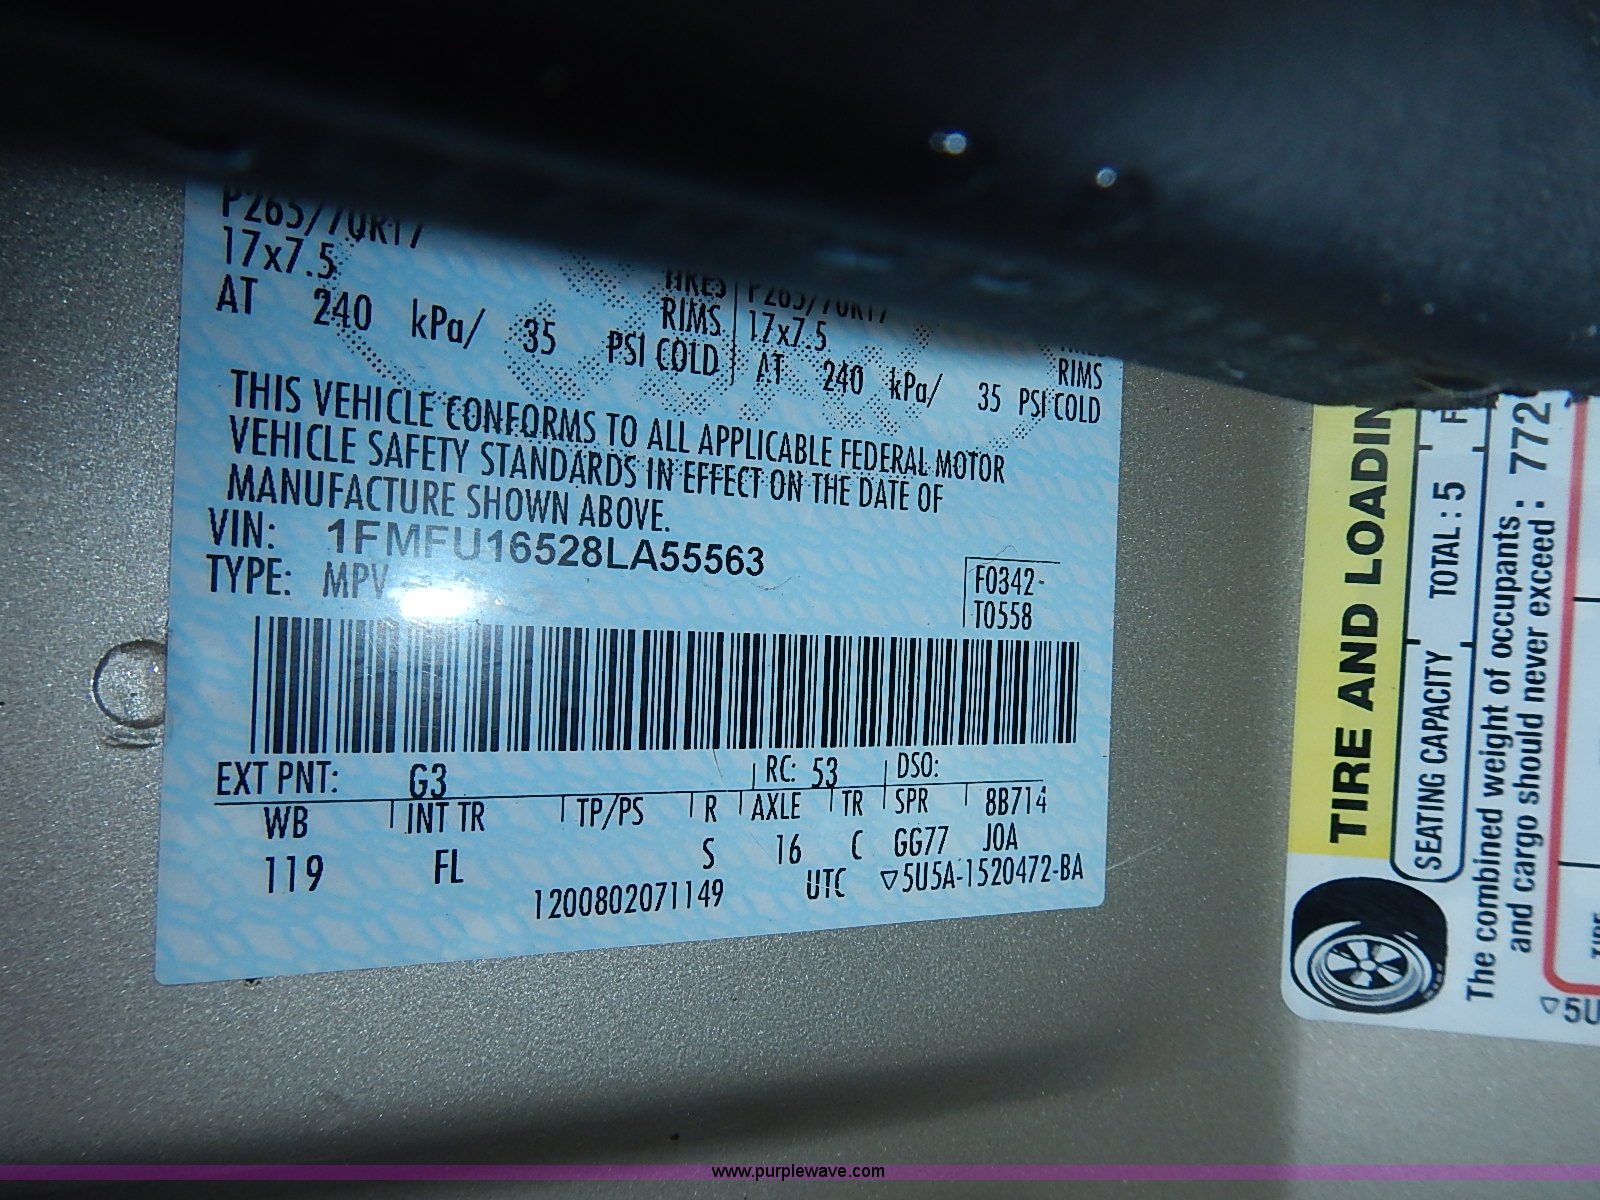 P265/70R17
17x7.5
AT 240 kPa/ 35 PSI COLD
TIRES
RIMS
P265/70R17
17x7.5
AT 240 kPa/ 35 PSI COLD
RIMS
THIS VEHICLE CONFORMS TO ALL APPLICABLE FEDERAL MOTOR
VEHICLE SAFETY STANDARDS IN EFFECT ON THE DATE OF
MANUFACTURE SHOWN ABOVE.
VIN: 1FMFU16528LA55563
TYPE: MPV
F0342-
T0558
EXT PNT: G3 RC: 53 DSO:
WB INT TR TP/PS R AXLE TR SPR 8B714
119 FL S 16 C GG77 J0A
1200802071149 UTC ▽5U5A-1520472-BA
TIRE AND LOADIN
SEATING CAPACITY TOTAL : 5 F
The combined weight of occupants
and cargo should never exceed : 772
▽5U
www.purplewave.com